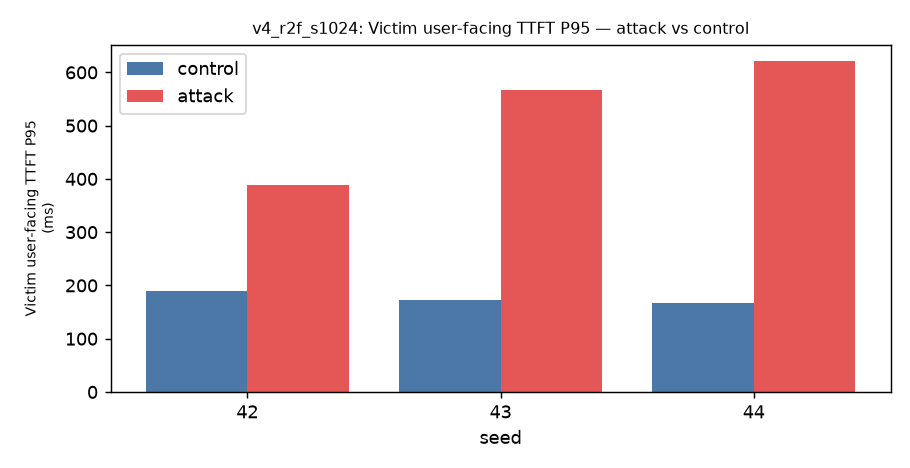 v4_r2f_s1024: Victim user-facing TTFT P95 — attack vs control
control
attack
Victim user-facing TTFT P95
(ms)
600
500
400
300
200
100
0
42
43
44
seed